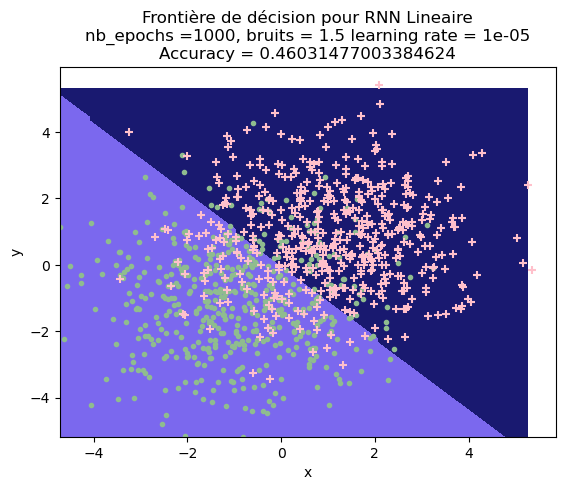 Frontière de décision pour RNN Lineaire
nb_epochs =1000, bruits = 1.5 learning rate = 1e-05
Accuracy = 0.46031477003384624
4
2
0
−2
−4
y
−4
−2
0
2
4
x